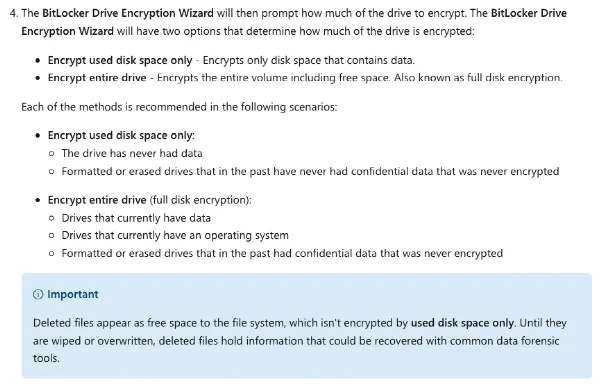 4. The BitLocker Drive Encryption Wizard will then prompt how much of the drive to encrypt. The BitLocker Drive
Encryption Wizard will have two options that determine how much of the drive is encrypted:
• Encrypt used disk space only - Encrypts only disk space that contains data.
• Encrypt entire drive - Encrypts the entire volume including free space. Also known as full disk encryption.
Each of the methods is recommended in the following scenarios:
• Encrypt used disk space only:
○ The drive has never had data
○ Formatted or erased drives that in the past have never had confidential data that was never encrypted
• Encrypt entire drive (full disk encryption):
○ Drives that currently have data
○ Drives that currently have an operating system
○ Formatted or erased drives that in the past had confidential data that was never encrypted
Important
Deleted files appear as free space to the file system, which isn't encrypted by used disk space only. Until they
are wiped or overwritten, deleted files hold information that could be recovered with common data forensic
tools.